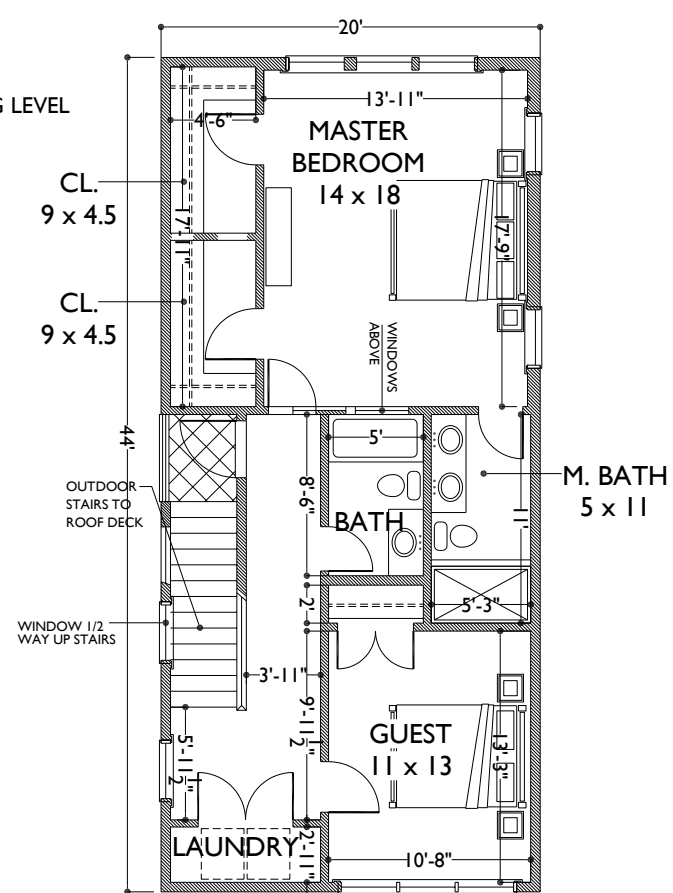 20'
G LEVEL
13'-11"
4'-6"
MASTER
BEDROOM
14 x 18
CL.
9 x 4.5
17'-11"
17'-9"
CL.
9 x 4.5
WINDOWS
ABOVE
44'
5'
M. BATH
5 x 11
OUTDOOR
STAIRS TO
ROOF DECK
8'-6"
BATH
11'
2'
5'-3"
WINDOW 1/2
WAY UP STAIRS
3'-11"
9'-11 1/2"
5'-11 1/2"
GUEST
11 x 13
13'-3"
LAUNDRY
2'-11"
10'-8"